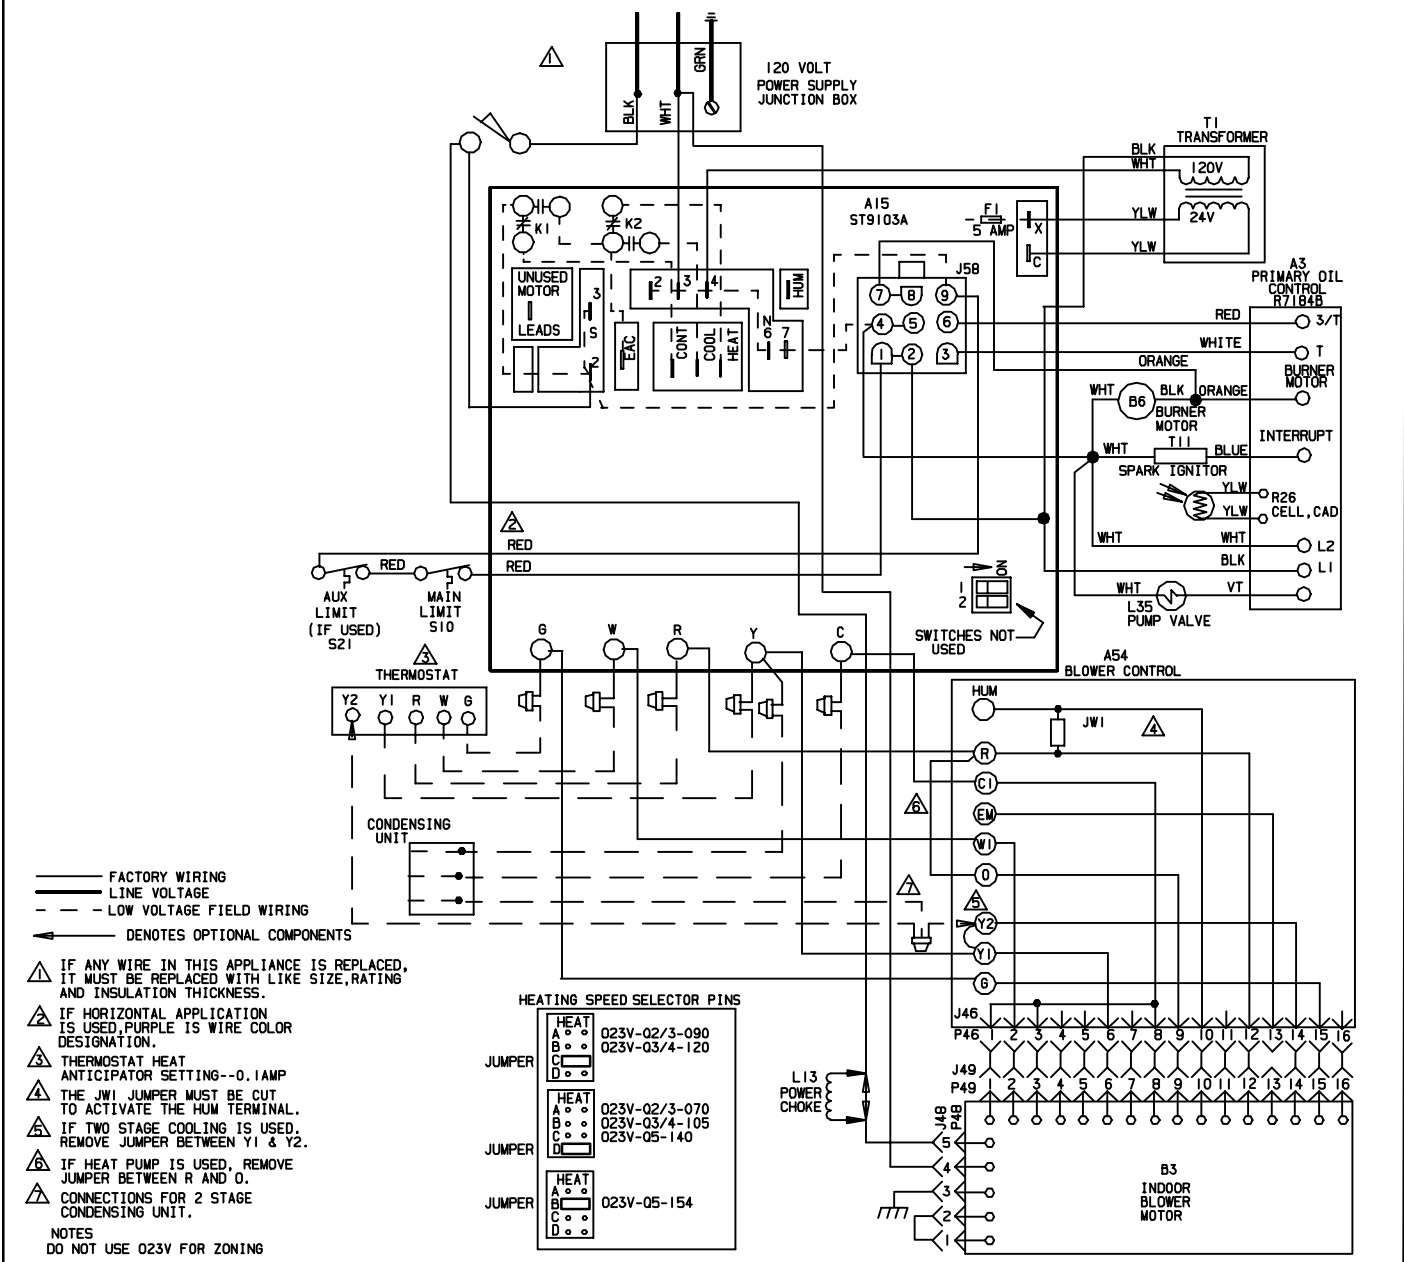 120 VOLT
POWER SUPPLY
JUNCTION BOX
1
BLK
WHT
GRN
T1
TRANSFORMER
BLK
WHT
120V
24V
YLW
YLW
A15
ST9103A
F1
5 AMP
X
C
K1
K2
UNUSED
MOTOR
LEADS
3
S
2
EAC
2
3
4
HUM
CONT
COOL
HEAT
N
6
7
J58
7
8
9
4
5
6
1
2
3
A3
PRIMARY OIL
CONTROL
R7184B
RED
3/T
WHITE
T
ORANGE
BURNER
MOTOR
WHT
B6
BLK
ORANGE
BURNER
MOTOR
INTERRUPT
WHT
T11
BLUE
SPARK IGNITOR
YLW
R26
CELL,CAD
YLW
WHT
WHT
L2
BLK
L1
WHT
VT
L35
PUMP VALVE
2
RED
RED
RED
AUX
LIMIT
(IF USED)
S21
MAIN
LIMIT
S10
ON
1
2
SWITCHES NOT
USED
G
W
R
Y
C
3
THERMOSTAT
Y2
Y1
R
W
G
CONDENSING
UNIT
A54
BLOWER CONTROL
HUM
JW1
4
R
C1
6
EM
W1
O
7
5
Y2
Y1
G
J46
P46
1 2 3 4 5 6 7 8 9 10 11 12 13 14 15 16
J49
P49
1 2 3 4 5 6 7 8 9 10 11 12 13 14 15 16
J48
P48
5
4
3
2
1
B3
INDOOR
BLOWER
MOTOR
L13
POWER
CHOKE
FACTORY WIRING
LINE VOLTAGE
LOW VOLTAGE FIELD WIRING
DENOTES OPTIONAL COMPONENTS
1 IF ANY WIRE IN THIS APPLIANCE IS REPLACED,
IT MUST BE REPLACED WITH LIKE SIZE,RATING
AND INSULATION THICKNESS.
2 IF HORIZONTAL APPLICATION
IS USED,PURPLE IS WIRE COLOR
DESIGNATION.
3 THERMOSTAT HEAT
ANTICIPATOR SETTING--0.1AMP
4 THE JW1 JUMPER MUST BE CUT
TO ACTIVATE THE HUM TERMINAL.
5 IF TWO STAGE COOLING IS USED.
REMOVE JUMPER BETWEEN Y1 & Y2.
6 IF HEAT PUMP IS USED, REMOVE
JUMPER BETWEEN R AND O.
7 CONNECTIONS FOR 2 STAGE
CONDENSING UNIT.
NOTES
DO NOT USE O23V FOR ZONING
HEATING SPEED SELECTOR PINS
HEAT
A
B
C
D
JUMPER
O23V-Q2/3-090
O23V-Q3/4-120
HEAT
A
B
C
D
JUMPER
O23V-Q2/3-070
O23V-Q3/4-105
O23V-Q5-140
HEAT
A
B
C
D
JUMPER
O23V-Q5-154